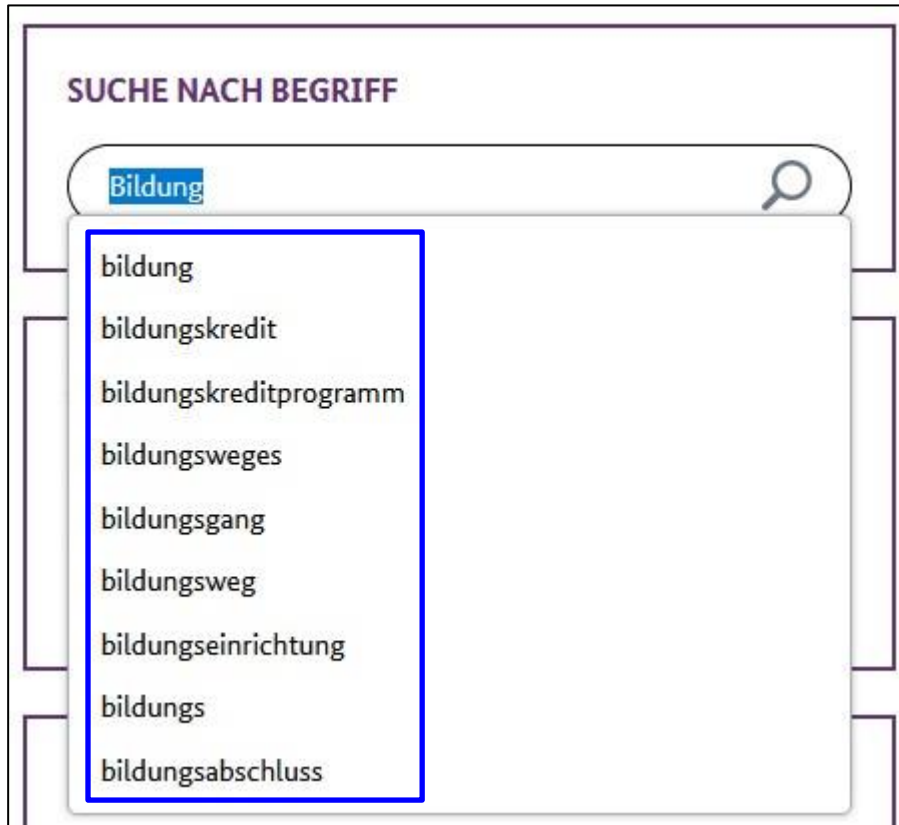 SUCHE NACH BEGRIFF
Bildung
bildung
bildungskredit
bildungskreditprogramm
bildungsweges
bildungsgang
bildungsweg
bildungseinrichtung
bildungs
bildungsabschluss